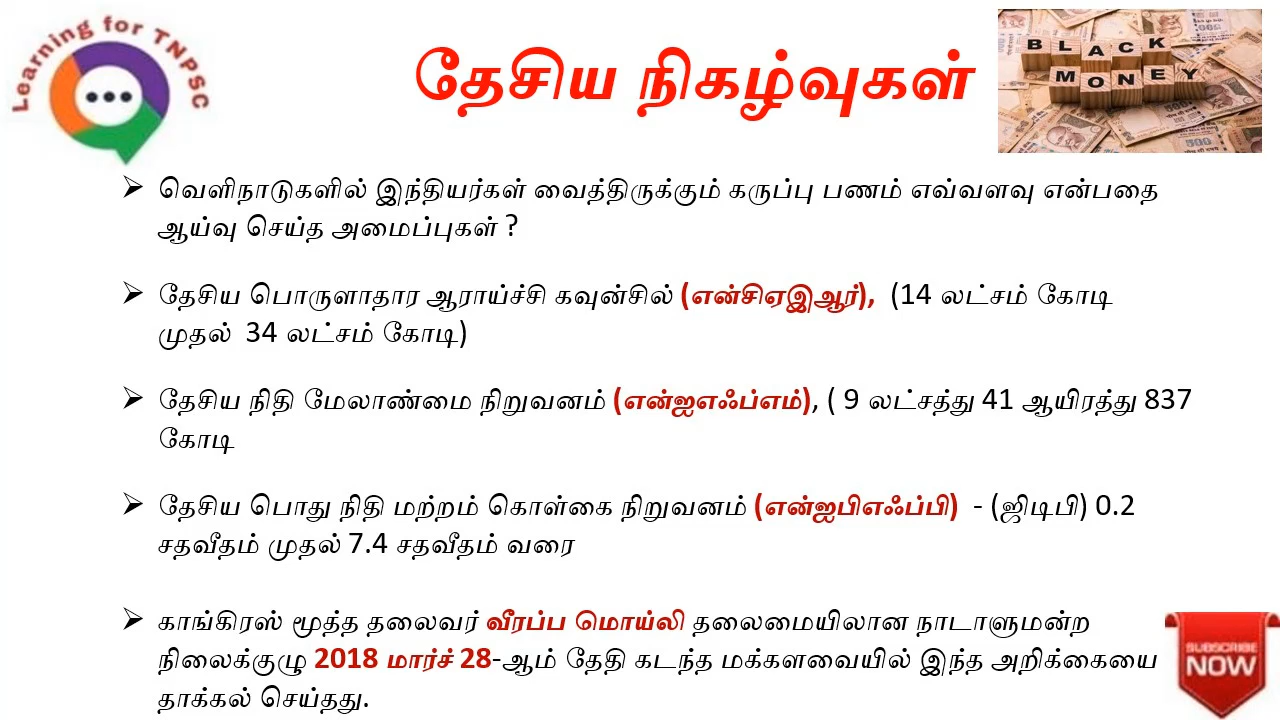 Learning for TNPSC
தேசிய நிகழ்வுகள்
BLACK
MONEY
வெளிநாடுகளில் இந்தியர்கள் வைத்திருக்கும் கருப்பு பணம் எவ்வளவு என்பதை
ஆய்வு செய்த அமைப்புகள் ?
தேசிய பொருளாதார ஆராய்ச்சி கவுன்சில் (என்சிஏஇஆர்), (14 லட்சம் கோடி
முதல் 34 லட்சம் கோடி)
தேசிய நிதி மேலாண்மை நிறுவனம் (என்ஐஎஃப்எம்), ( 9 லட்சத்து 41 ஆயிரத்து 837
கோடி
தேசிய பொது நிதி மற்றம் கொள்கை நிறுவனம் (என்ஐபிஎஃப்பி) - (ஜிடிபி) 0.2
சதவீதம் முதல் 7.4 சதவீதம் வரை
காங்கிரஸ் மூத்த தலைவர் வீரப்ப மொய்லி தலைமையிலான நாடாளுமன்ற
நிலைக்குழு 2018 மார்ச் 28-ஆம் தேதி கடந்த மக்களவையில் இந்த அறிக்கையை
தாக்கல் செய்தது.
SUBSCRIBE
NOW